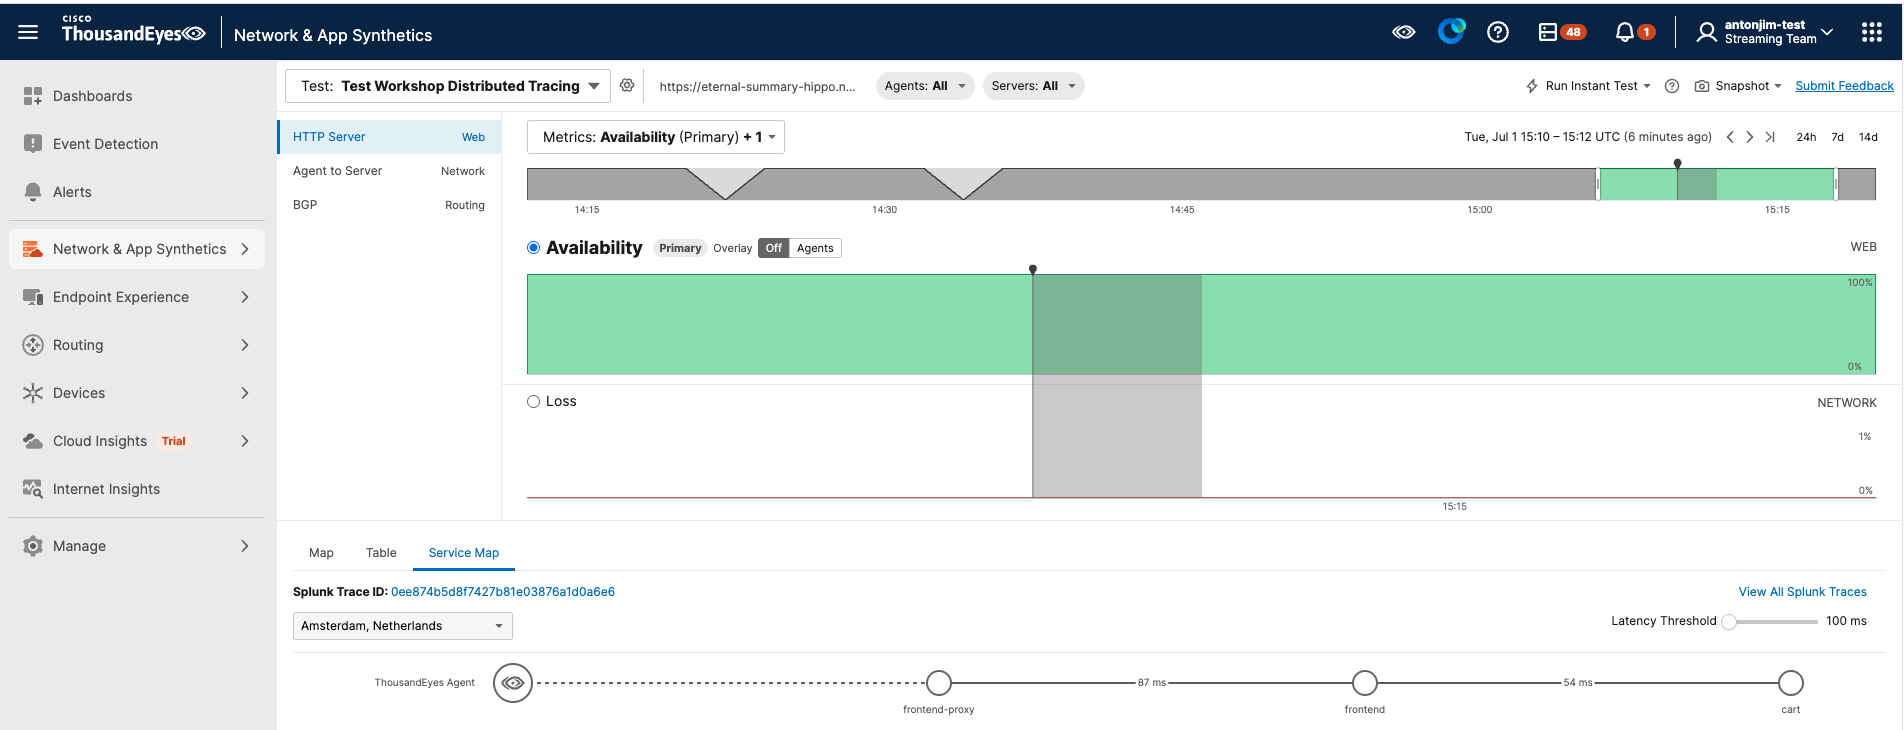 CISCO
ThousandEyes
Network & App Synthetics
48
1
antonjim-test
Streaming Team
Dashboards
Event Detection
Alerts
Network & App Synthetics
Endpoint Experience
Routing
Devices
Cloud Insights Trial
Internet Insights
Manage
Test: Test Workshop Distributed Tracing
https://eternal-summary-hippo.n...
Agents: All
Servers: All
Run Instant Test
Snapshot
Submit Feedback
HTTP Server Web
Agent to Server Network
BGP Routing
Metrics: Availability (Primary) + 1
Tue, Jul 1 15:10 – 15:12 UTC (6 minutes ago)
24h 7d 14d
14:15 14:30 14:45 15:00 15:15
Availability Primary Overlay Off Agents
WEB
100%
0%
Loss
NETWORK
1%
0%
15:15
Map Table Service Map
Splunk Trace ID: 0ee874b5d8f7427b81e03876a1d0a6e6
View All Splunk Traces
Amsterdam, Netherlands
Latency Threshold 100 ms
ThousandEyes Agent
87 ms
54 ms
frontend-proxy
frontend
cart